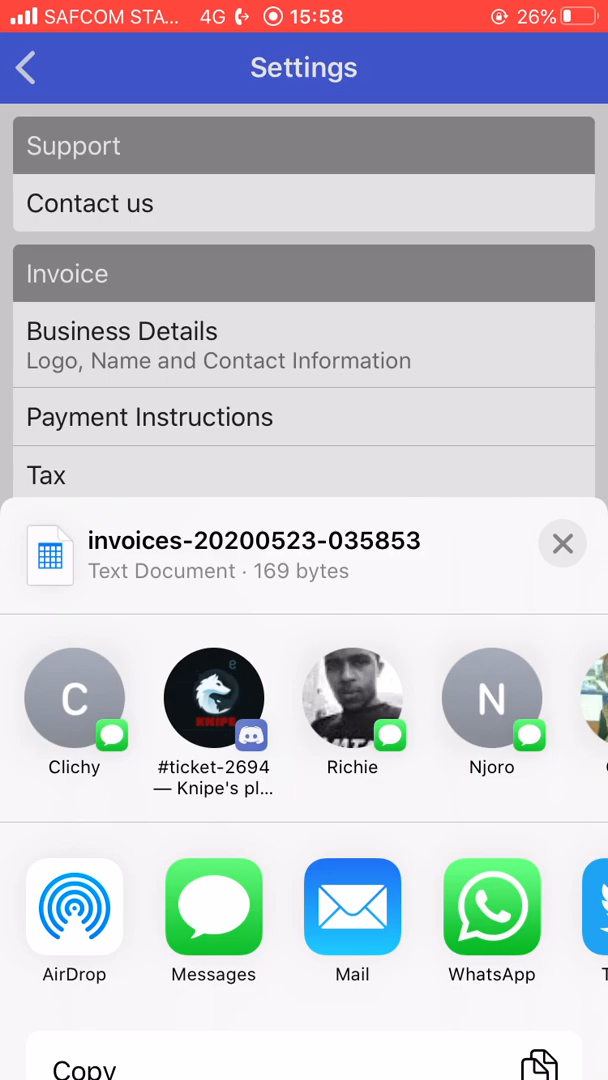 SAFCOM STA... 4G 15:58 26%
Settings
Support
Contact us
Invoice
Business Details
Logo, Name and Contact Information
Payment Instructions
Tax
invoices-20200523-035853
Text Document · 169 bytes
C
e
KNIPE
N
Clichy
#ticket-2694
— Knipe's pl...
Richie
Njoro
AirDrop
Messages
Mail
WhatsApp
T
Copy